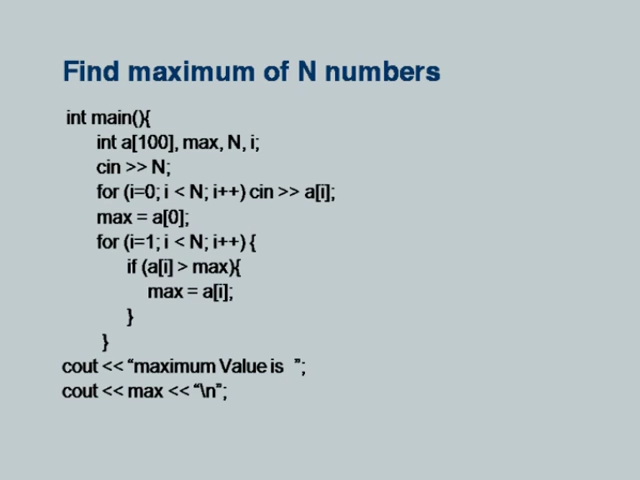 Find maximum of N numbers
int main(){
int a[100], max, N, i;
cin >> N;
for (i=0; i < N; i++) cin >> a[i];
max = a[0];
for (i=1; i < N; i++) {
if (a[i] > max){
max = a[i];
}
}
cout << “maximum Value is ”;
cout << max << “\n”;